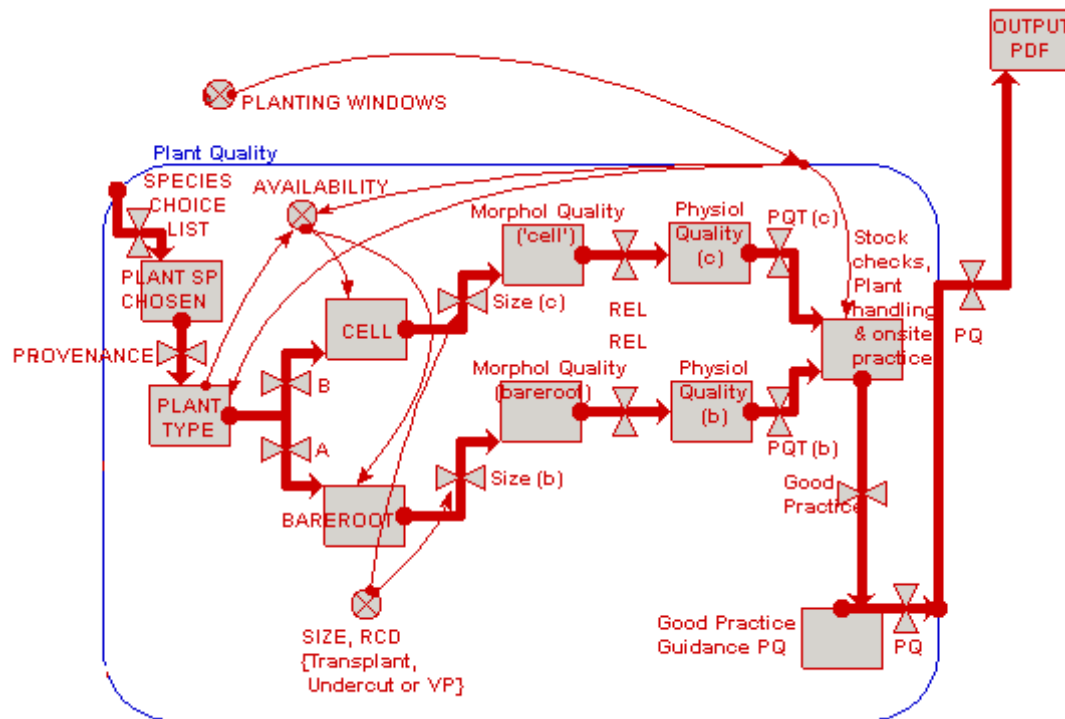 OUTPUT
PDF
PLANTING WINDOWS
Plant Quality
SPECIES
CHOICE
LIST
AVAILABILITY
Morphol Quality
('cell')
Physiol
Quality
(c)
PQT (c)
Stock
checks,
Plant
handling
& onsite
practice
PLANT SP
CHOSEN
Size (c)
CELL
REL
REL
PQ
PROVENANCE
PLANT
TYPE
B
A
Morphol Quality
(bareroot)
Physiol
Quality
(b)
PQT (b)
Size (b)
BAREROOT
Good
Practice
SIZE, RCD
{Transplant,
Undercut or VP}
Good Practice
Guidance PQ
PQ